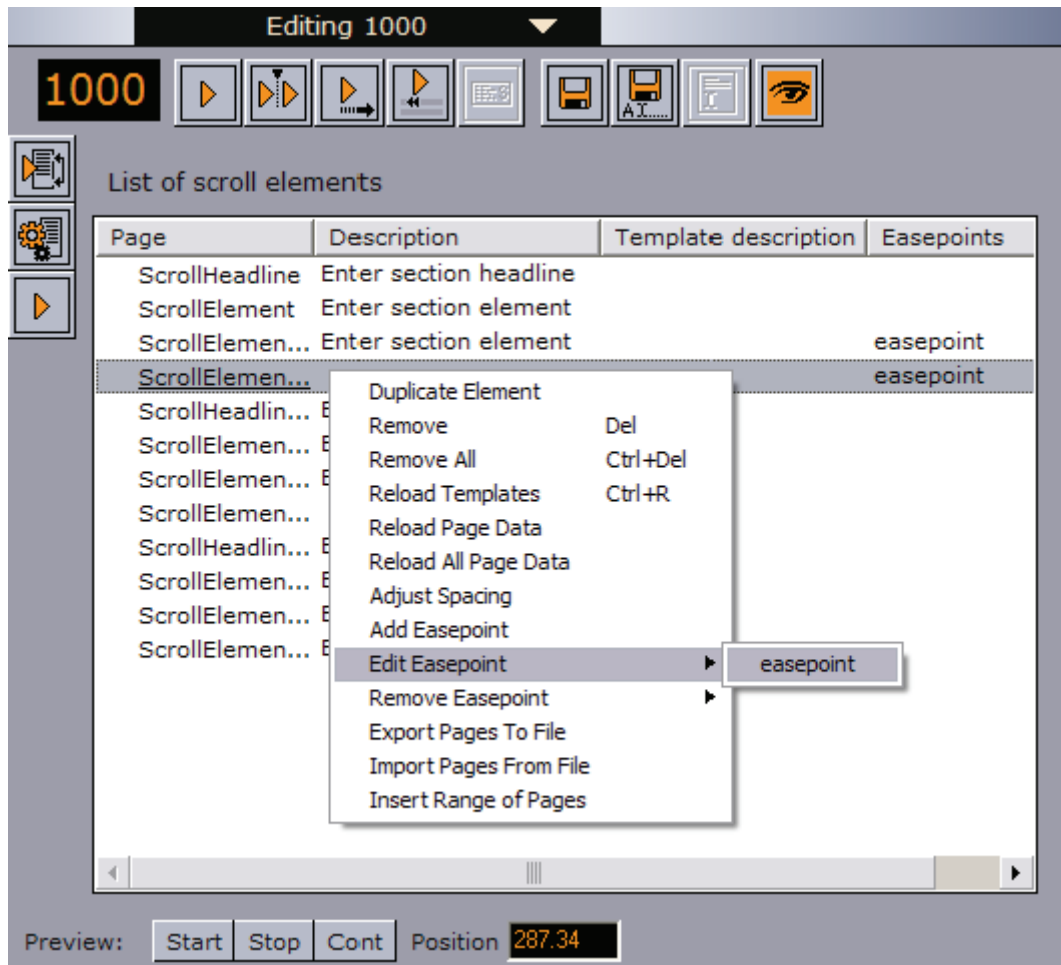 Editing 1000
1000
AI.....
List of scroll elements
Page Description Template description Easepoints
ScrollHeadline Enter section headline
ScrollElement Enter section element
ScrollElemen... Enter section element easepoint
ScrollElemen... easepoint
ScrollHeadlin... E
ScrollElemen... E
ScrollElemen... E
ScrollElemen...
ScrollHeadlin... E
ScrollElemen... E
ScrollElemen... E
ScrollElemen... E
Duplicate Element
Remove Del
Remove All Ctrl+Del
Reload Templates Ctrl+R
Reload Page Data
Reload All Page Data
Adjust Spacing
Add Easepoint
Edit Easepoint easepoint
Remove Easepoint
Export Pages To File
Import Pages From File
Insert Range of Pages
Preview: Start Stop Cont Position 287.34